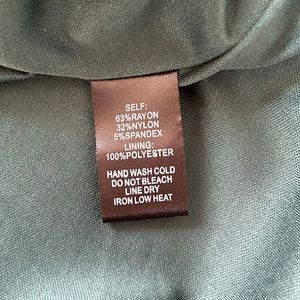 SELF:
63%RAYON
32%NYLON
5%SPANDEX
LINING:
100%POLYESTER
HAND WASH COLD
DO NOT BLEACH
LINE DRY
IRON LOW HEAT